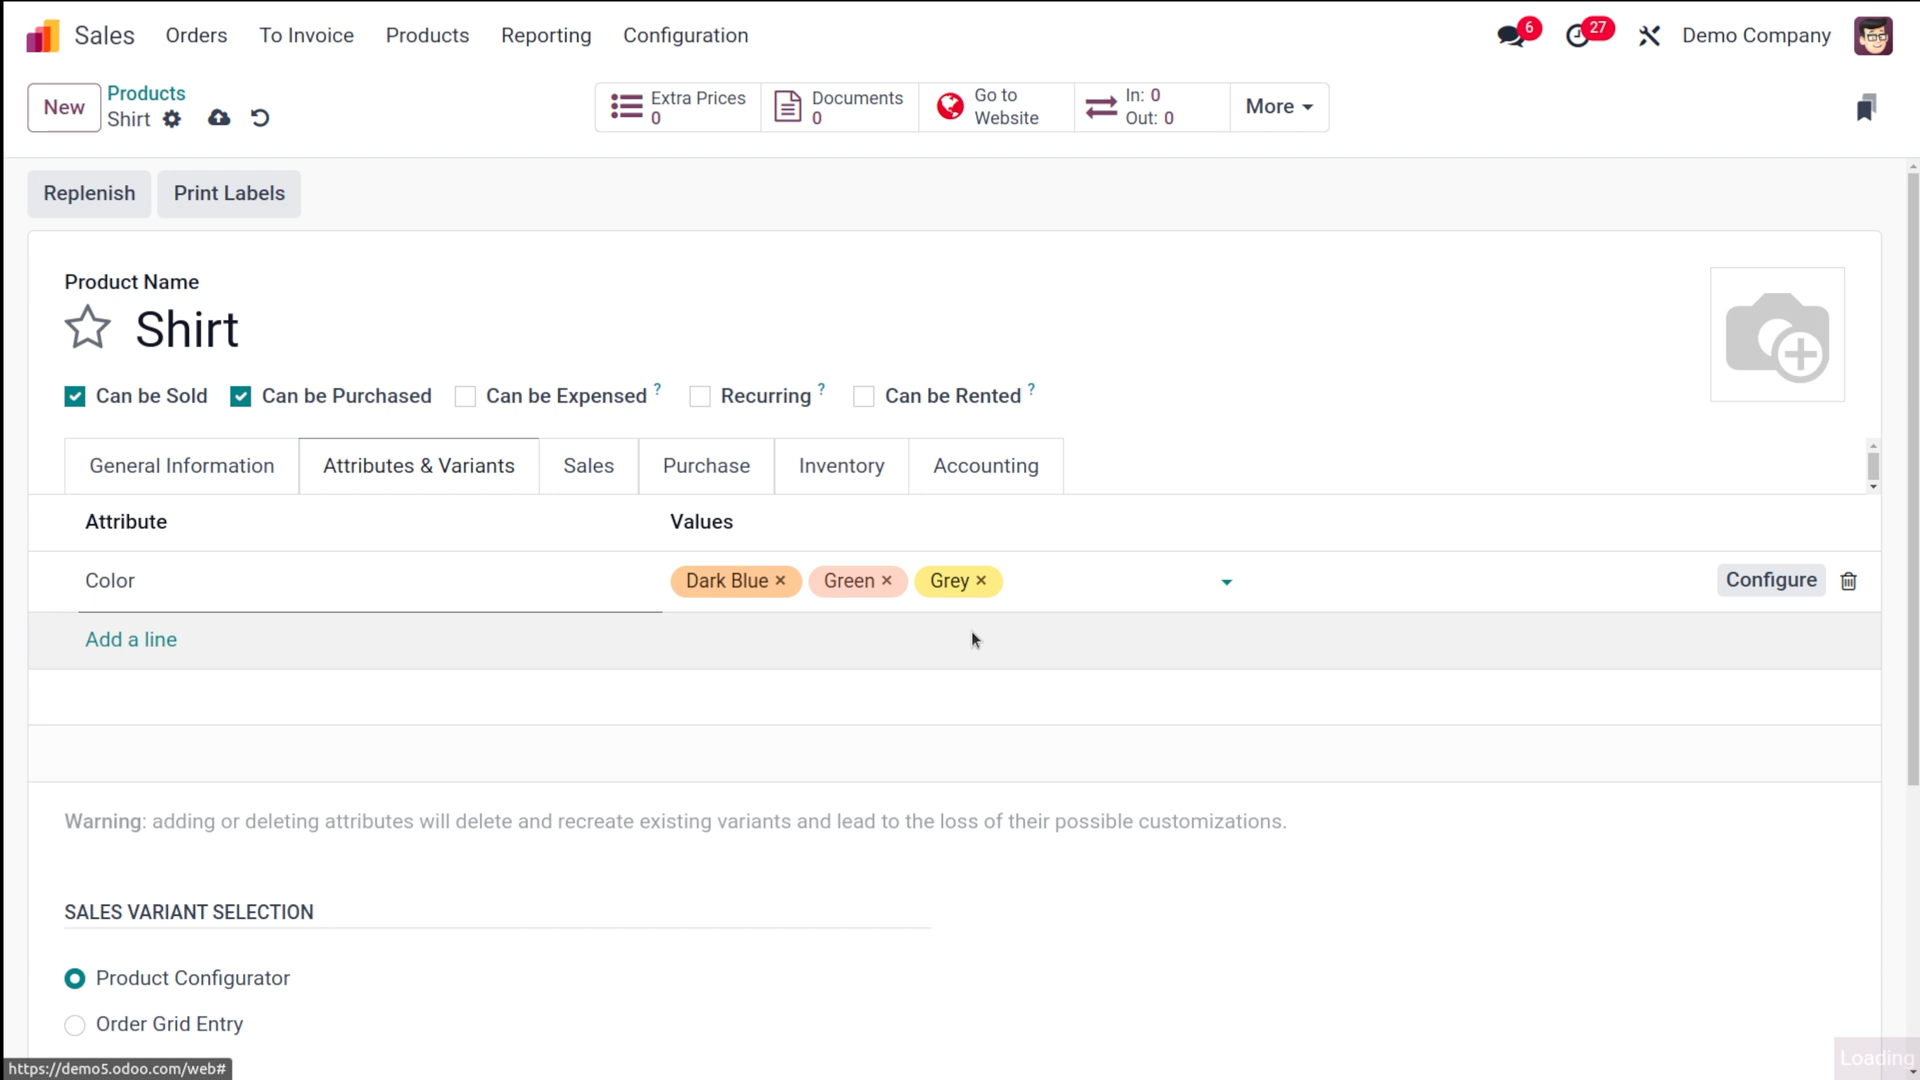 Sales Orders To Invoice Products Reporting Configuration 6 27 Demo Company
New Products
Shirt
Extra Prices
0
Documents
0
Go to
Website
In: 0
Out: 0
More
Replenish Print Labels
Product Name
Shirt
Can be Sold Can be Purchased Can be Expensed ? Recurring ? Can be Rented ?
General Information Attributes & Variants Sales Purchase Inventory Accounting
Attribute Values
Color Dark Blue × Green × Grey × Configure
Add a line
Warning: adding or deleting attributes will delete and recreate existing variants and lead to the loss of their possible customizations.
SALES VARIANT SELECTION
Product Configurator
Order Grid Entry
https://demo5.odoo.com/web#
Loading